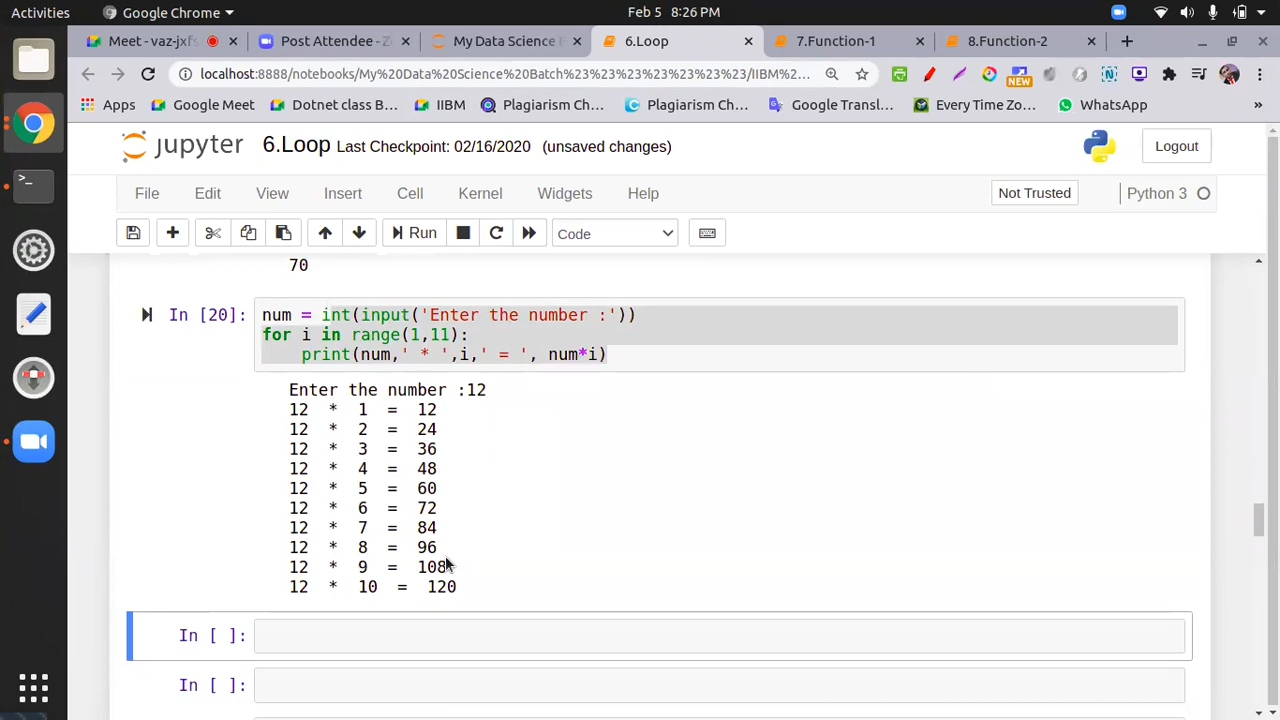 Activities Google Chrome Feb 5 8:26 PM
Meet - vaz-jxfs Post Attendee - Z My Data Science B 6.Loop 7.Function-1 8.Function-2
localhost:8888/notebooks/My%20Data%20Science%20Batch%23%23%23%23%23%23/IIBM%2...
Apps Google Meet Dotnet class B... IIBM Plagiarism Ch... Plagiarism Ch... Google Transl... Every Time Zo... WhatsApp »
NEW
jupyter 6.Loop Last Checkpoint: 02/16/2020 (unsaved changes) Logout
File Edit View Insert Cell Kernel Widgets Help Not Trusted Python 3
Run Code
70
In [20]: num = int(input('Enter the number :'))
for i in range(1,11):
print(num,' * ',i,' = ', num*i)
Enter the number :12
12 * 1 = 12
12 * 2 = 24
12 * 3 = 36
12 * 4 = 48
12 * 5 = 60
12 * 6 = 72
12 * 7 = 84
12 * 8 = 96
12 * 9 = 108
12 * 10 = 120
In [ ]:
In [ ]: